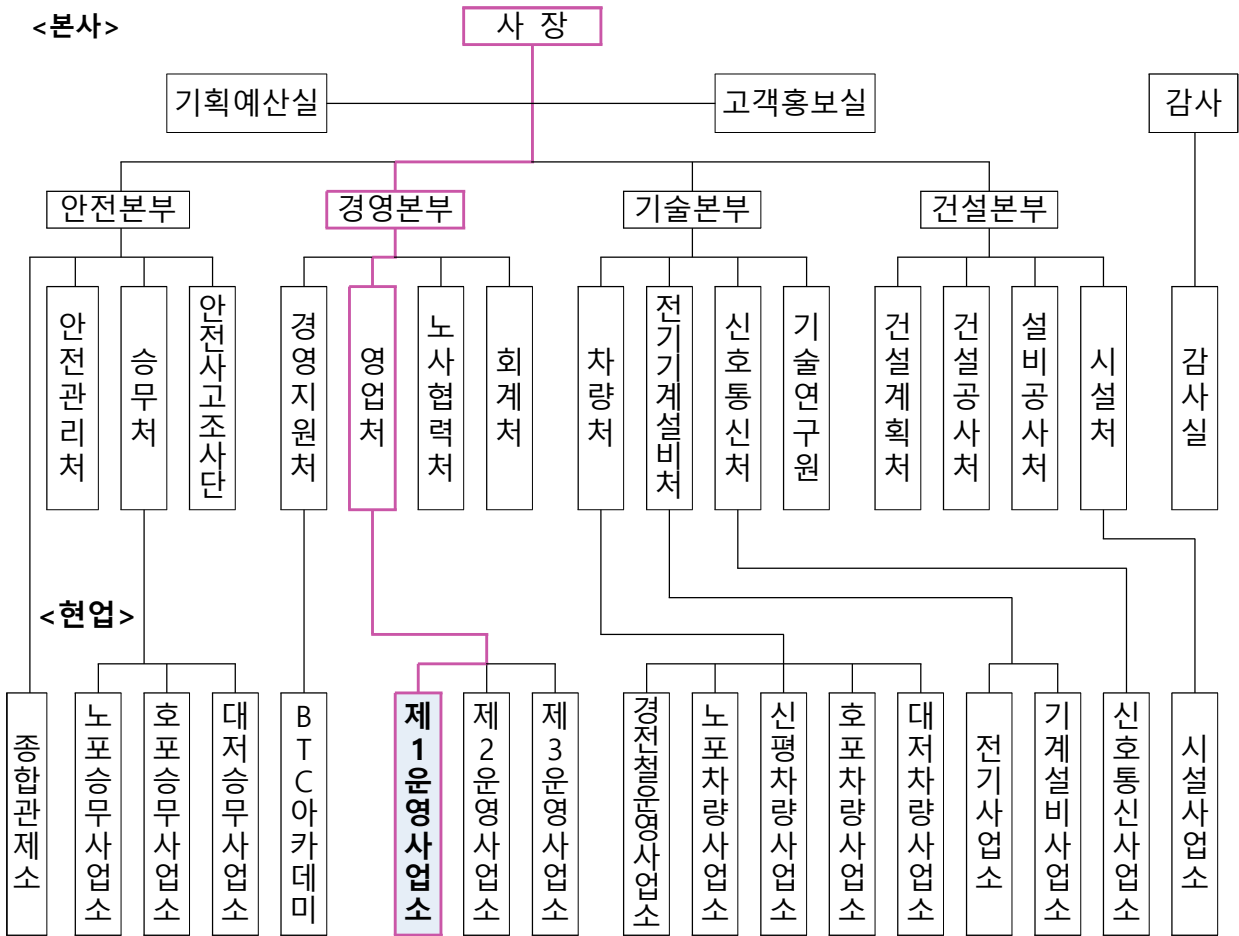 <본사>
사 장
기획예산실
고객홍보실
감사
안전본부
경영본부
기술본부
건설본부
안전관리처
승무처
안전사고조사단
경영지원처
영업처
노사협력처
회계처
차량처
전기기계설비처
신호통신처
기술연구원
건설계획처
건설공사처
설비공사처
시설처
감사실
<현업>
종합관제소
노포승무사업소
호포승무사업소
대저승무사업소
BTC아카데미
제1운영사업소
제2운영사업소
제3운영사업소
경전철운영사업소
노포차량사업소
신평차량사업소
호포차량사업소
대저차량사업소
전기사업소
기계설비사업소
신호통신사업소
시설사업소